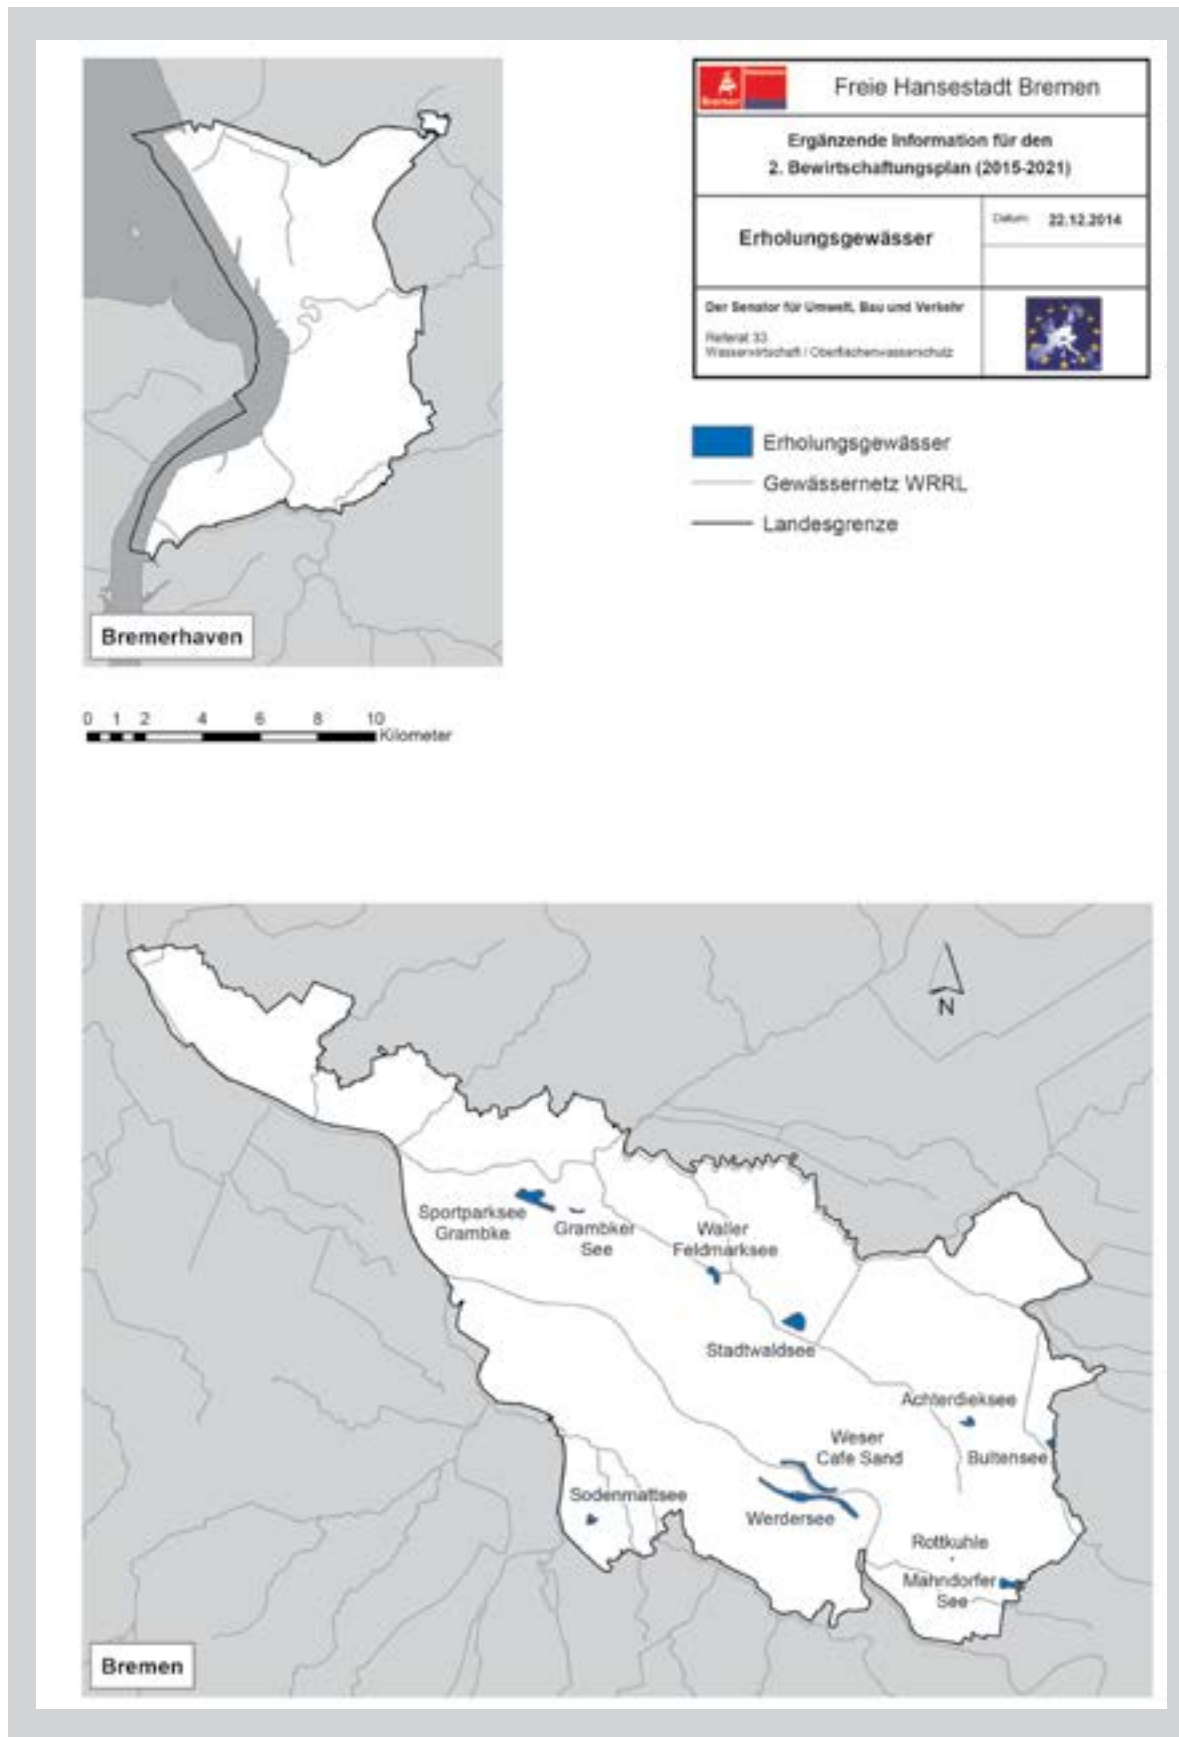 Freie Hansestadt Bremen
Bremen
Ergänzende Information für den
2. Bewirtschaftungsplan (2015-2021)
Erholungsgewässer
Datum: 22.12.2014
Der Senator für Umwelt, Bau und Verkehr
Referat 33
Wasserwirtschaft / Oberflächenwasserschutz
Erholungsgewässer
Gewässernetz WRRL
Landesgrenze
Bremerhaven
0 1 2 4 6 8 10
Kilometer
N
Sportparksee
Grambke
Grambker
See
Waller
Feldmarksee
Stadtwaldsee
Achterdieksee
Weser
Cafe Sand
Bultensee
Sodenmattsee
Werdersee
Rottkuhle
Mahndorfer
See
Bremen